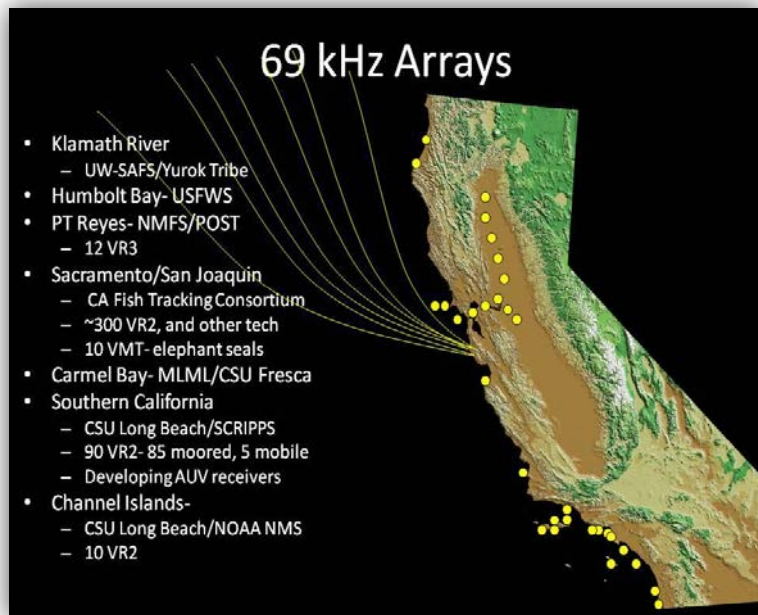 69 kHz Arrays
• Klamath River
– UW-SAFS/Yurok Tribe
• Humbolt Bay- USFWS
• PT Reyes- NMFS/POST
– 12 VR3
• Sacramento/San Joaquin
– CA Fish Tracking Consortium
– ~300 VR2, and other tech
– 10 VMT- elephant seals
• Carmel Bay- MLML/CSU Fresca
• Southern California
– CSU Long Beach/SCRIPPS
– 90 VR2- 85 moored, 5 mobile
– Developing AUV receivers
• Channel Islands-
– CSU Long Beach/NOAA NMS
– 10 VR2